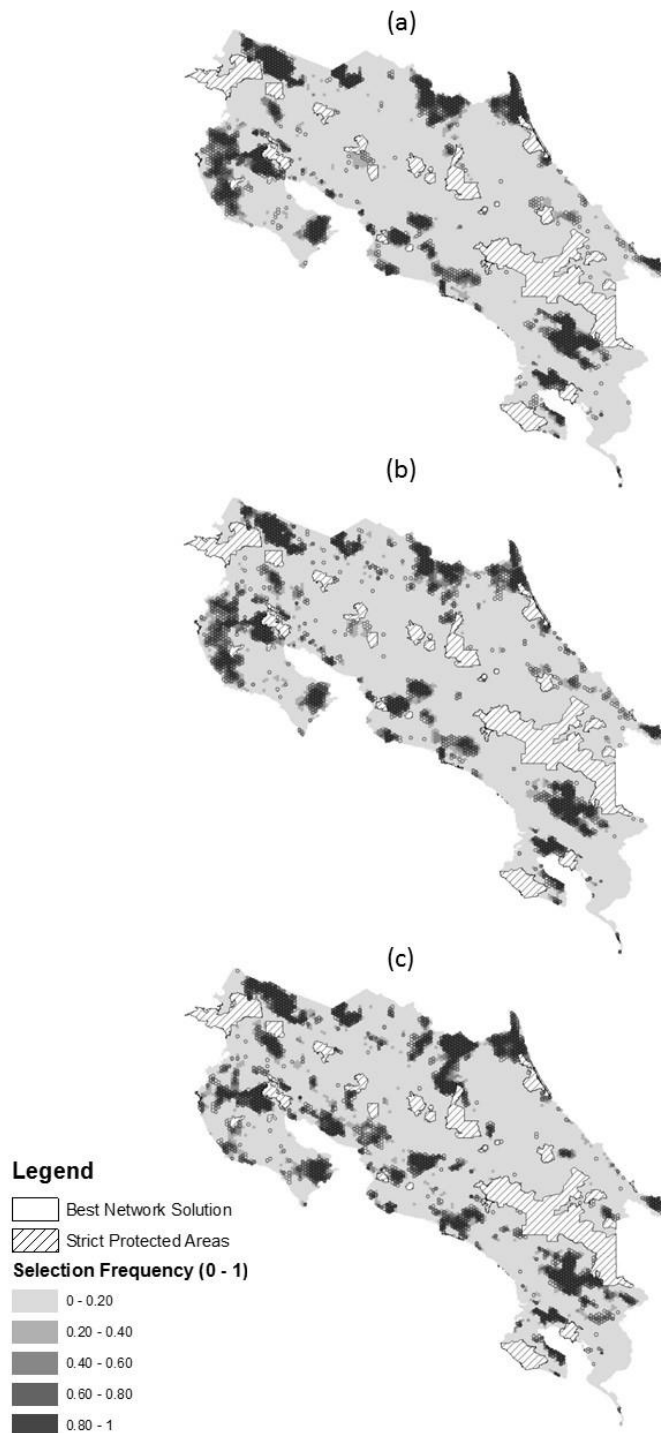 (a)
(b)
(c)
Legend
Best Network Solution
Strict Protected Areas
Selection Frequency (0 - 1)
0 - 0.20
0.20 - 0.40
0.40 - 0.60
0.60 - 0.80
0.80 - 1